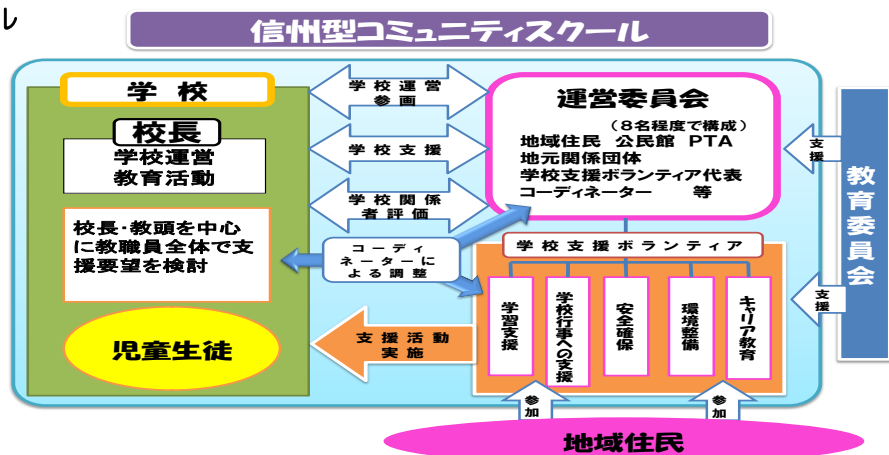 ル
信州型コミュニティスクール
学校
校長
学校運営
教育活動
校長・教頭を中心
に教職員全体で支
援要望を検討
児童生徒
学校運営
参画
学校支援
学校関係
者評価
コーディ
ネーターに
よる調整
支援活動
実施
運営委員会
(8名程度で構成)
地域住民 公民館 PTA
地元関係団体
学校支援ボランティア代表
コーディネーター 等
学校支援ボランティア
学習支援
学校行事への支援
安全確保
環境整備
キャリア教育
参加
参加
地域住民
支援
支援
教育委員会